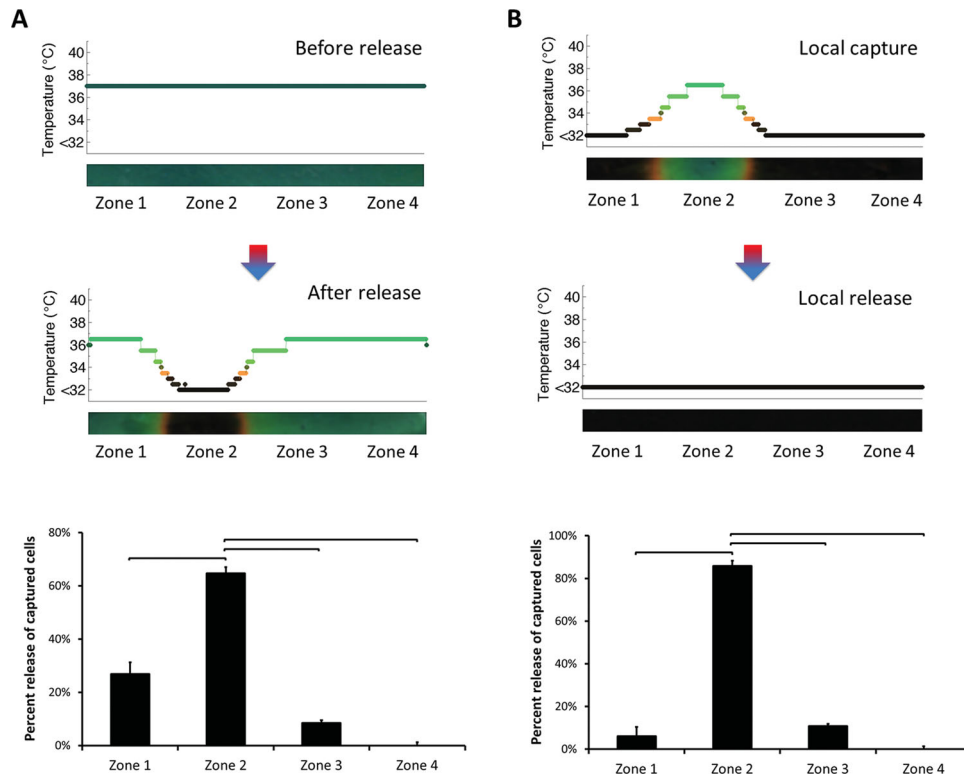 A
Before release
Temperature (°C)
40
38
36
34
<32
Zone 1 Zone 2 Zone 3 Zone 4
After release
Temperature (°C)
40
38
36
34
<32
Zone 1 Zone 2 Zone 3 Zone 4
Percent release of captured cells
80%
60%
40%
20%
0%
Zone 1 Zone 2 Zone 3 Zone 4
B
Local capture
Temperature (°C)
40
38
36
34
<32
Zone 1 Zone 2 Zone 3 Zone 4
Local release
Temperature (°C)
40
38
36
34
<32
Zone 1 Zone 2 Zone 3 Zone 4
Percent release of captured cells
100%
80%
60%
40%
20%
0%
Zone 1 Zone 2 Zone 3 Zone 4